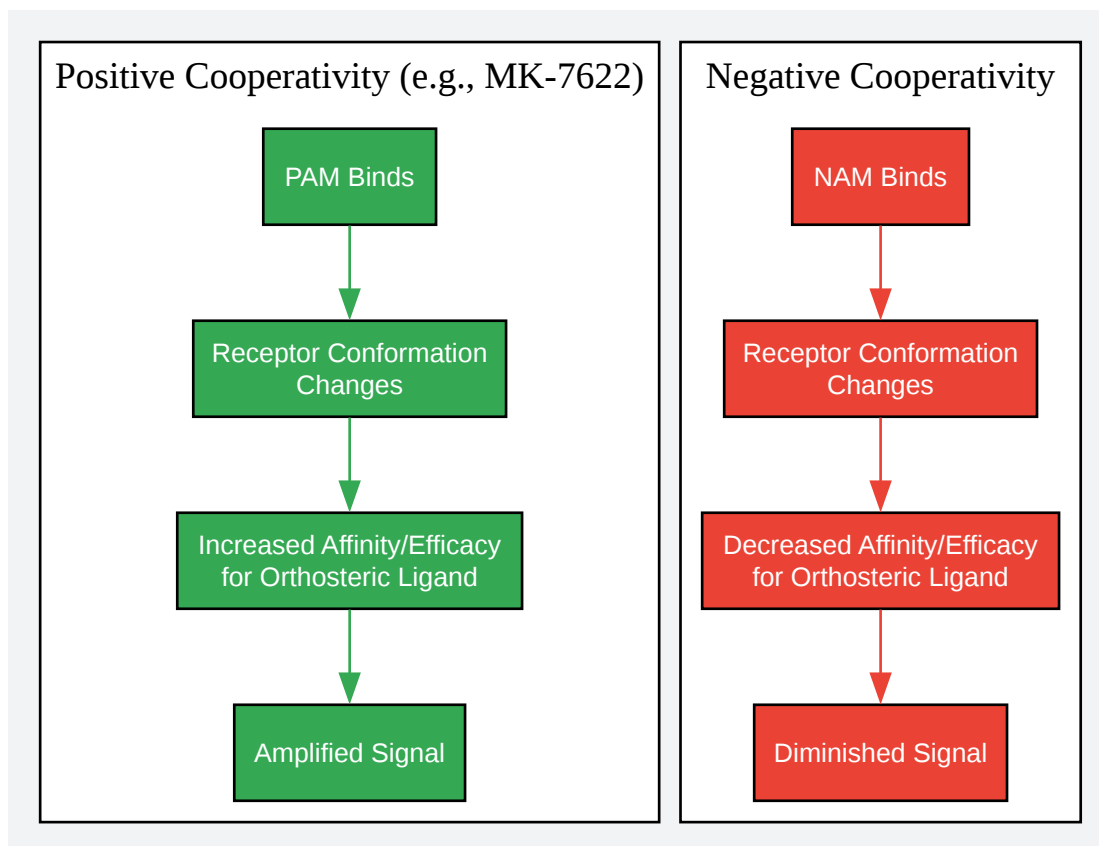 Positive Cooperativity (e.g., MK-7622)
PAM Binds
Receptor Conformation
Changes
Increased Affinity/Efficacy
for Orthosteric Ligand
Amplified Signal
Negative Cooperativity
NAM Binds
Receptor Conformation
Changes
Decreased Affinity/Efficacy
for Orthosteric Ligand
Diminished Signal